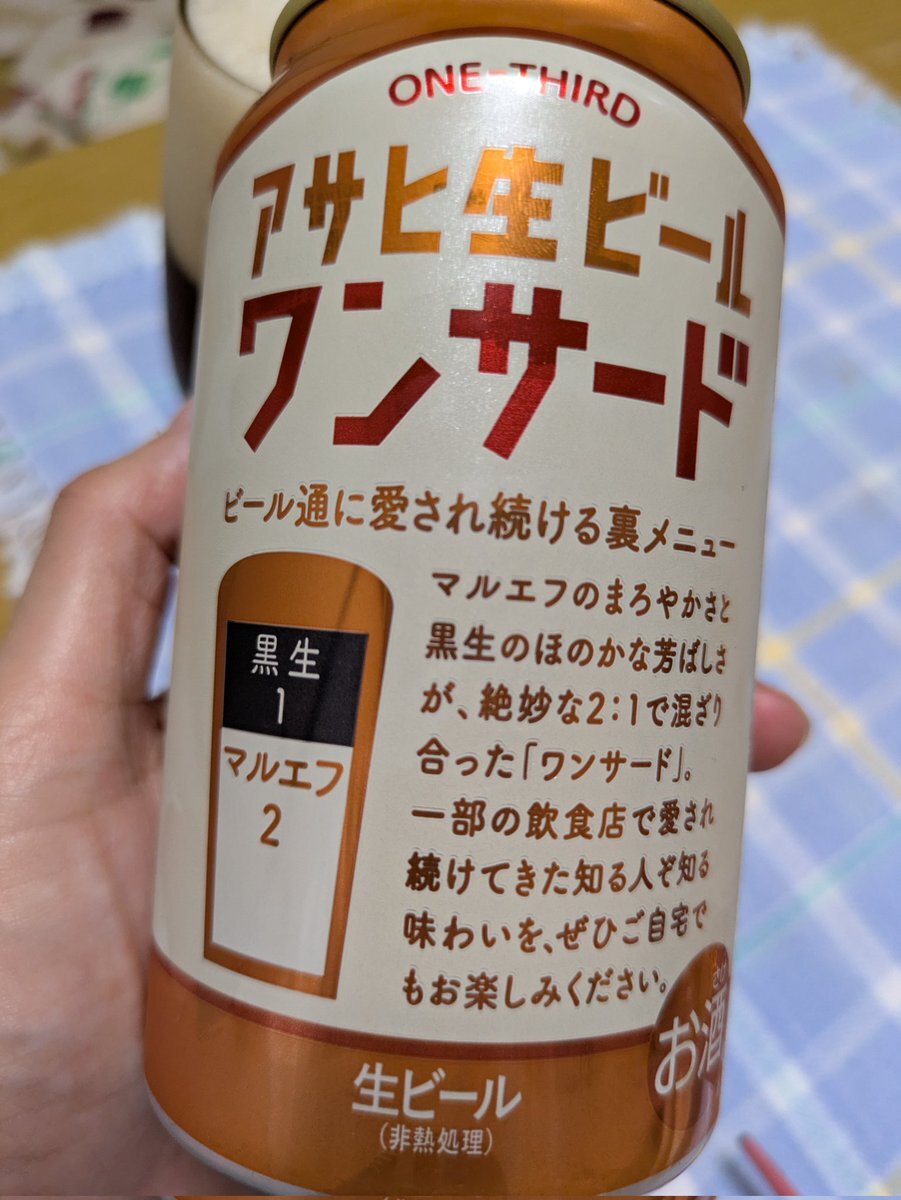 ONE-THIRD
アサヒ生ビール
ワンサード
ビール通に愛され続ける裏メニュー
黒生
1
マルエフ
2
マルエフのまろやかさと
黒生のほのかな芳ばしさ
が、絶妙な2:1で混ざり
合った「ワンサード」。
一部の飲食店で愛され
続けてきた知る人ぞ知る
味わいを、ぜひご自宅で
もお楽しみください。
さけ
お酒
生ビール
(非熱処理)